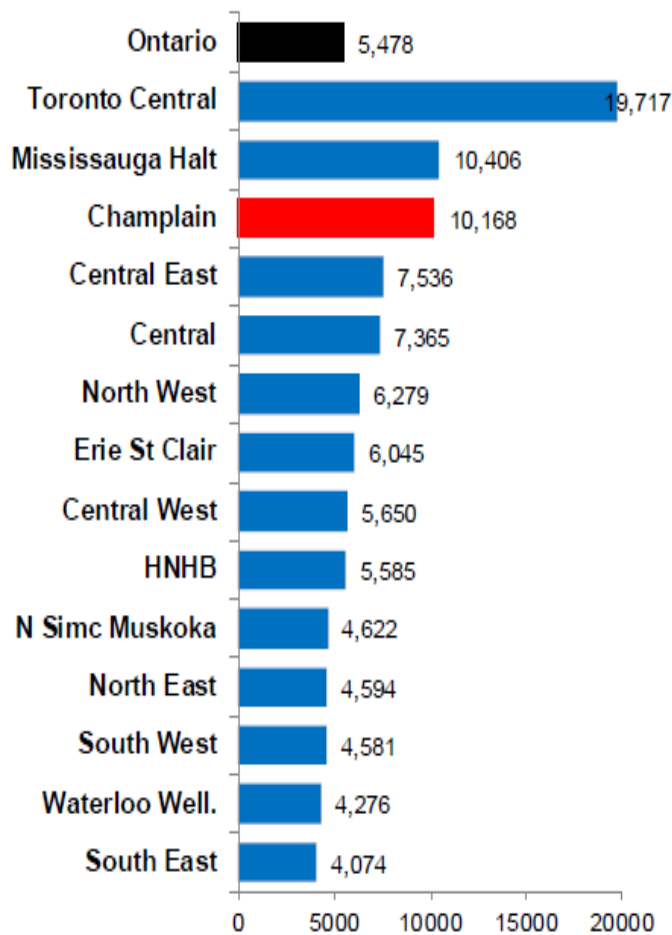 Ontario 5,478
Toronto Central 19,717
Mississauga Halt 10,406
Champlain 10,168
Central East 7,536
Central 7,365
North West 6,279
Erie St Clair 6,045
Central West 5,650
HNHB 5,585
N Simc Muskoka 4,622
North East 4,594
South West 4,581
Waterloo Well. 4,276
South East 4,074
0 5000 10000 15000 20000